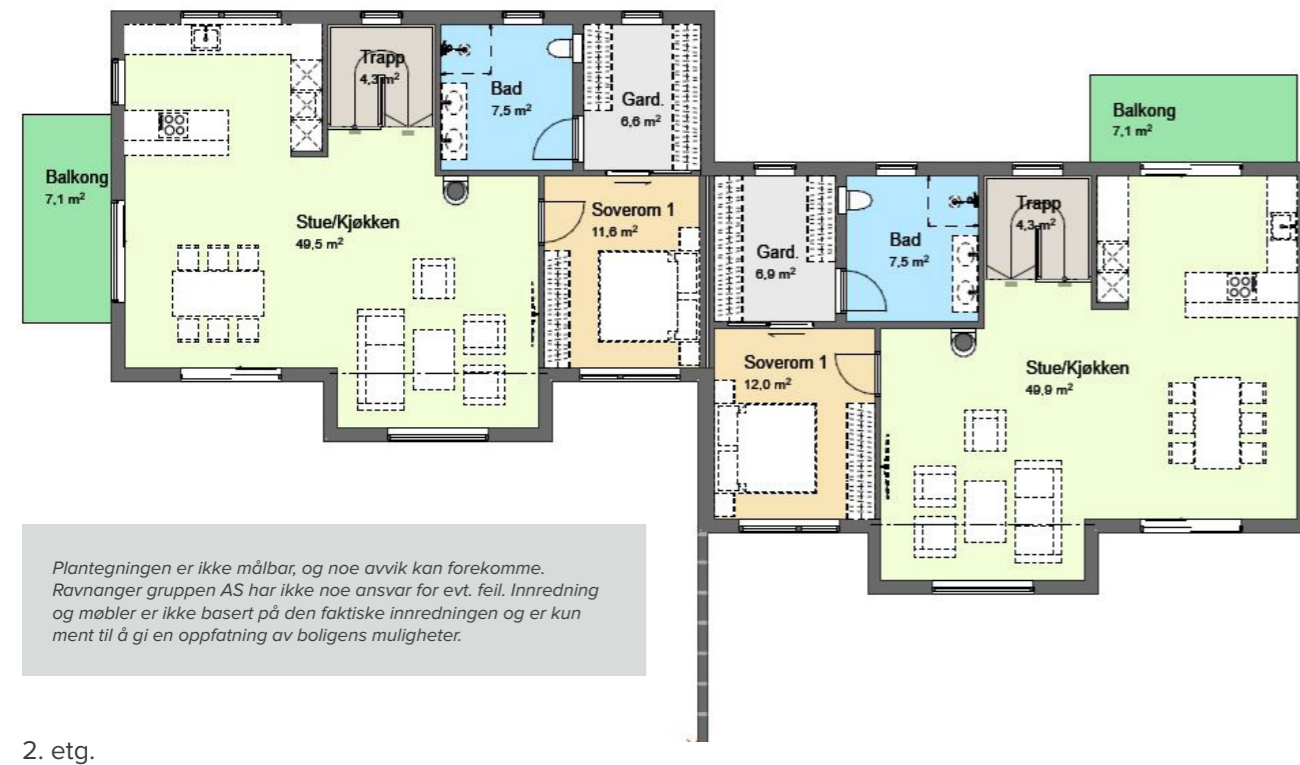 Trapp
4,3 m²
Bad
7,5 m²
Gard.
6,6 m²
Balkong
7,1 m²
Balkong
7,1 m²
Stue/Kjøkken
49,5 m²
Soverom 1
11,6 m²
Gard.
6,9 m²
Bad
7,5 m²
Trapp
4,3 m²
Soverom 1
12,0 m²
Stue/Kjøkken
49,9 m²
Plantegningen er ikke målbar, og noe avvik kan forekomme.
Ravnanger gruppen AS har ikke noe ansvar for evt. feil. Innredning
og møbler er ikke basert på den faktiske innredningen og er kun
ment til å gi en oppfatning av boligens muligheter.
2. etg.